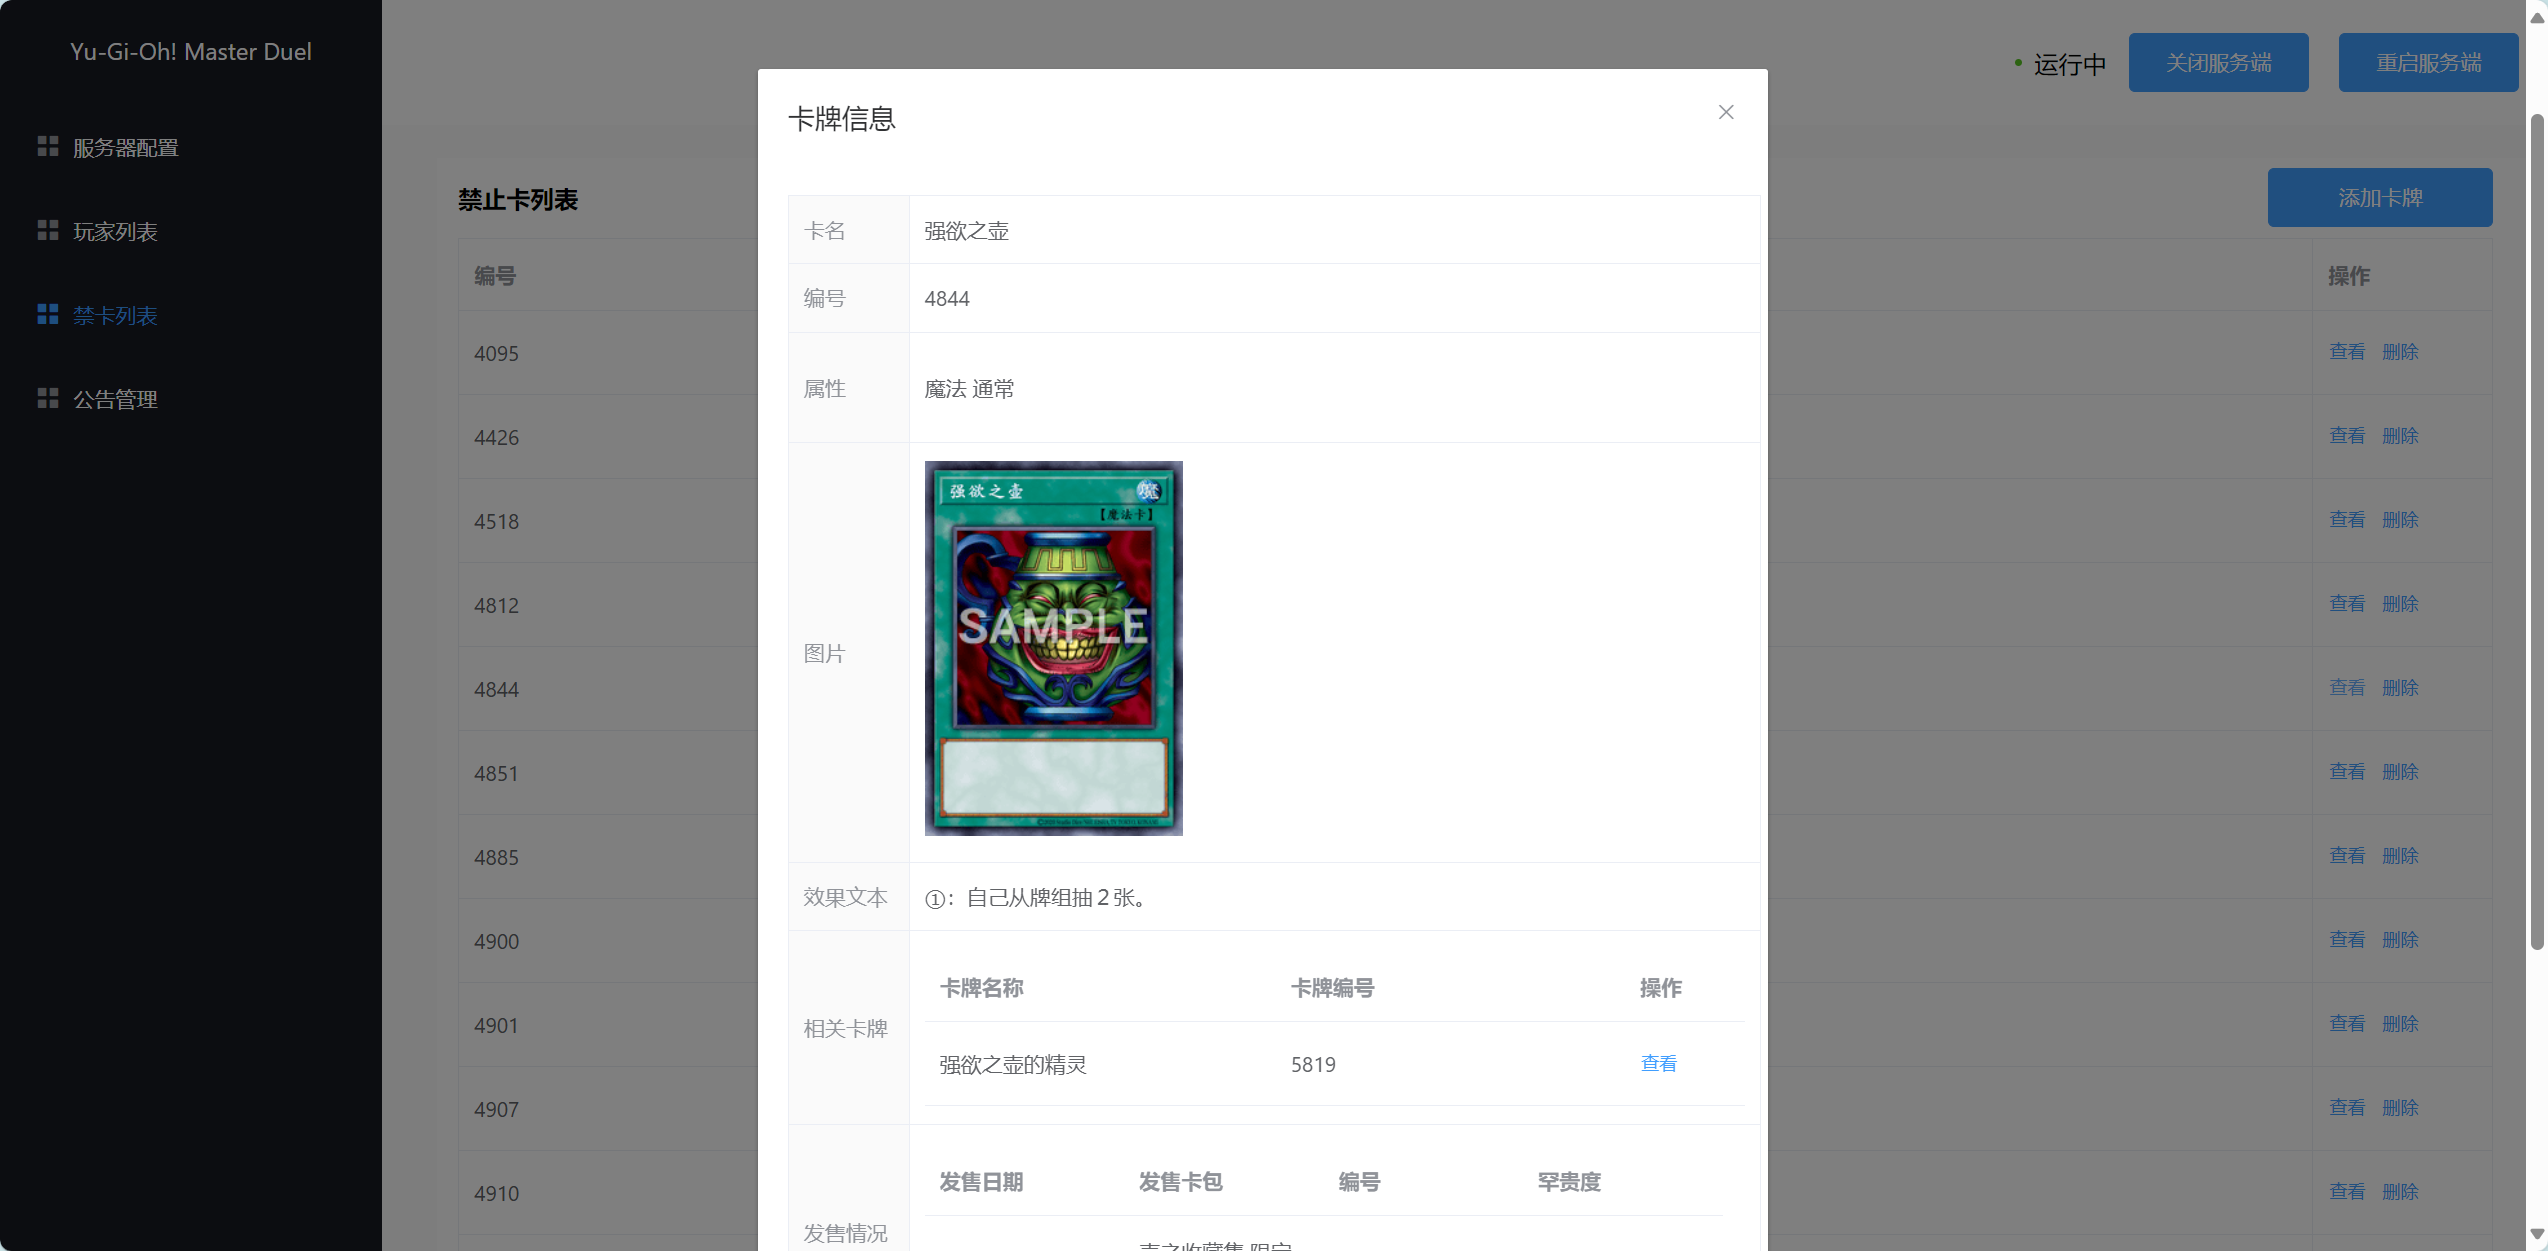 Yu-Gi-Oh! Master Duel
服务器配置
玩家列表
禁卡列表
公告管理
运行中
关闭服务端
重启服务端
禁止卡列表
添加卡牌
编号
操作
4095
查看 删除
4426
查看 删除
4518
查看 删除
4812
查看 删除
4844
查看 删除
4851
查看 删除
4885
查看 删除
4900
查看 删除
4901
查看 删除
4907
查看 删除
4910
查看 删除
卡牌信息
卡名
强欲之壶
编号
4844
属性
魔法 通常
图片
强欲之壶
魔
【魔法卡】
SAMPLE
效果文本
①：自己从牌组抽２张。
相关卡牌
卡牌名称 卡牌编号 操作
强欲之壶的精灵 5819 查看
发售情况
发售日期 发售卡包 编号 罕贵度